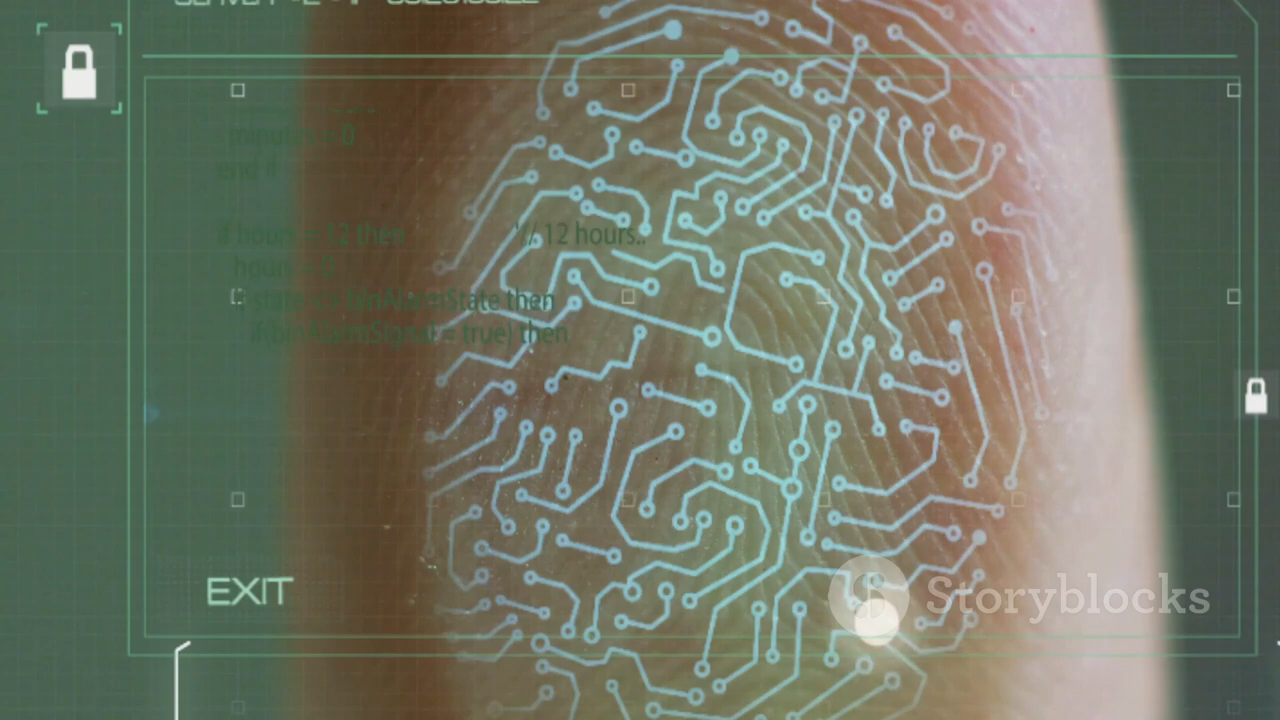 minutes = 0
end if
if hours = 12 then '// 12 hours..
hours = 0
if state <> binAlarmState then
if(binAlarmSignal = true) then
EXIT
Storyblocks